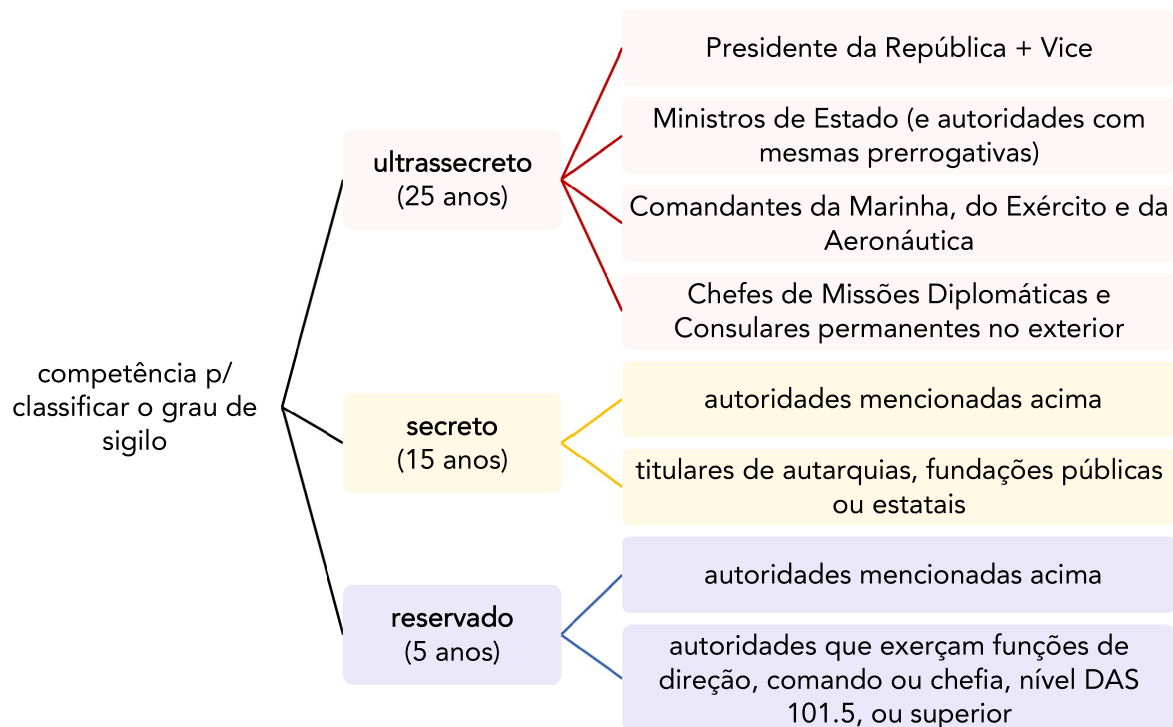 competência p/
classificar o grau de
sigilo
ultrassecreto
(25 anos)
Presidente da República + Vice
Ministros de Estado (e autoridades com
mesmas prerrogativas)
Comandantes da Marinha, do Exército e da
Aeronáutica
Chefes de Missões Diplomáticas e
Consulares permanentes no exterior
secreto
(15 anos)
autoridades mencionadas acima
titulares de autarquias, fundações públicas
ou estatais
reservado
(5 anos)
autoridades mencionadas acima
autoridades que exerçam funções de
direção, comando ou chefia, nível DAS
101.5, ou superior